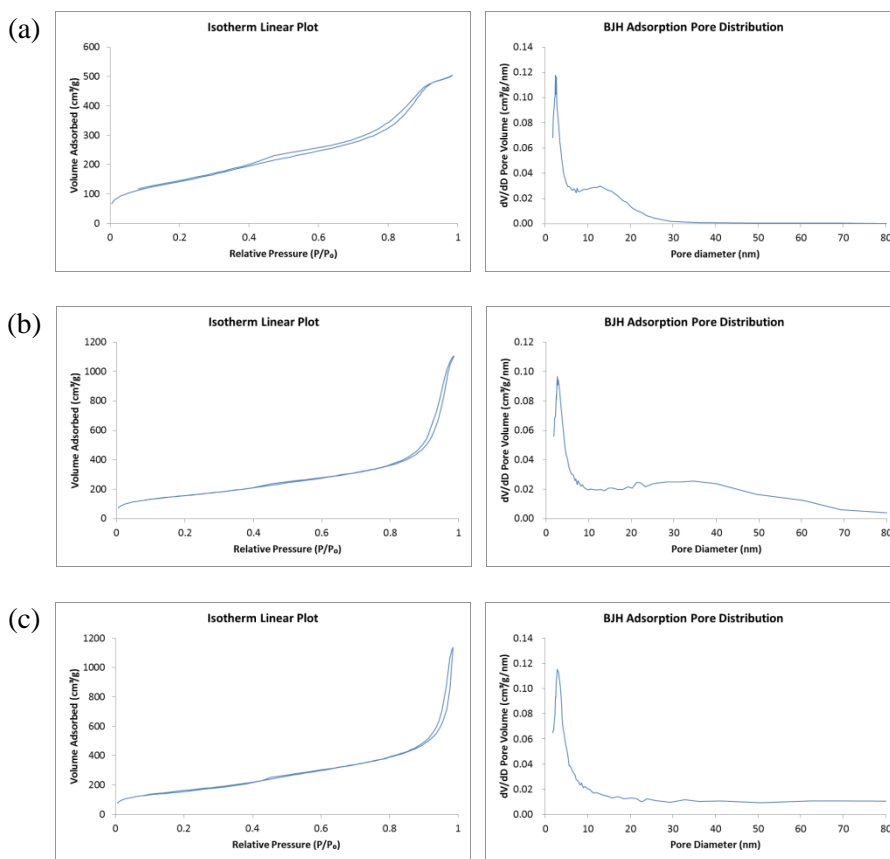 (a)
Isotherm Linear Plot
Volume Adsorbed (cm³/g)
600
500
400
300
200
100
0
0 0.2 0.4 0.6 0.8 1
Relative Pressure (P/P₀)
BJH Adsorption Pore Distribution
dV/dD Pore Volume (cm³/g/nm)
0.14
0.12
0.10
0.08
0.06
0.04
0.02
0.00
0 10 20 30 40 50 60 70 80
Pore diameter (nm)
(b)
Isotherm Linear Plot
Volume Adsorbed (cm³/g)
1200
1000
800
600
400
200
0
0 0.2 0.4 0.6 0.8 1
Relative Pressure (P/P₀)
BJH Adsorption Pore Distribution
dV/dD Pore Volume (cm³/g/nm)
0.12
0.10
0.08
0.06
0.04
0.02
0.00
0 10 20 30 40 50 60 70 80
Pore Diameter (nm)
(c)
Isotherm Linear Plot
Volume Adsorbed (cm³/g)
1200
1000
800
600
400
200
0
0 0.2 0.4 0.6 0.8 1
Relative Pressure (P/P₀)
BJH Adsorption Pore Distribution
dV/dD Pore Volume (cm³/g/nm)
0.14
0.12
0.10
0.08
0.06
0.04
0.02
0.00
0 10 20 30 40 50 60 70 80
Pore Diameter (nm)